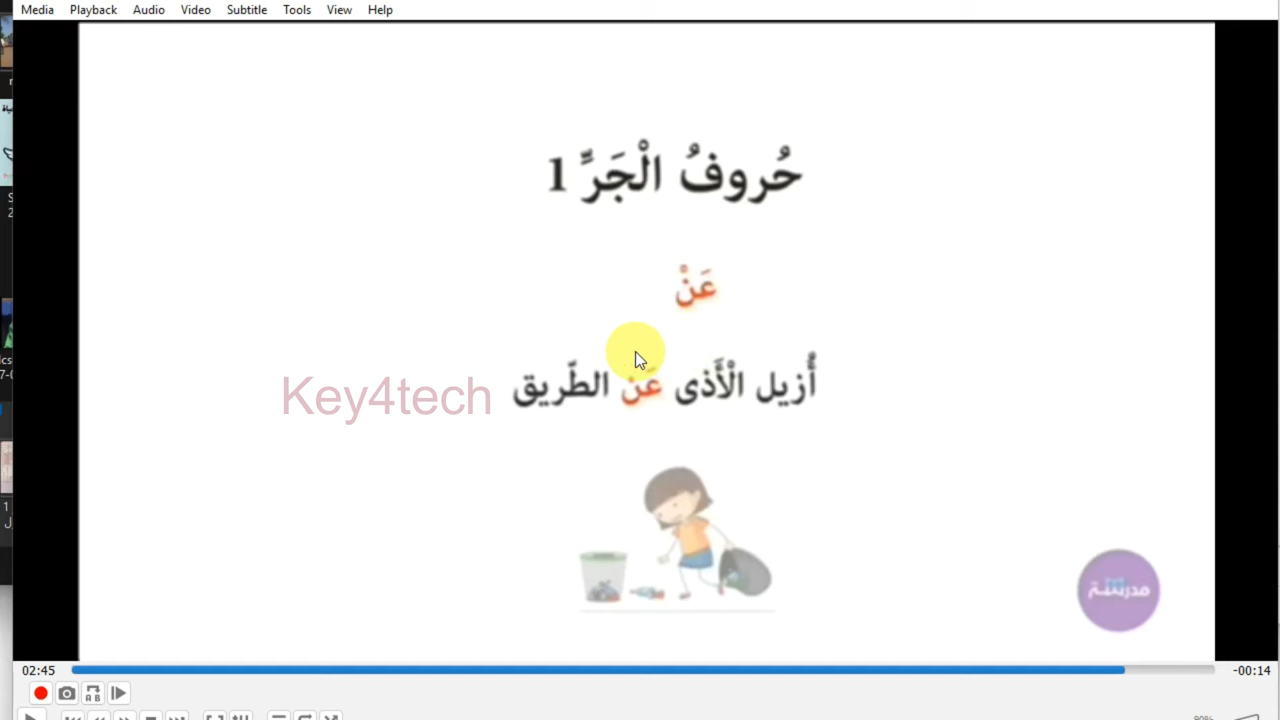 Media Playback Audio Video Subtitle Tools View Help
حُروفُ الْجَرِّ 1
عَنْ
أُزيل الْأَذى عَن الطّريق
Key4tech
مدرستنا
02:45
-00:14
A B
90%